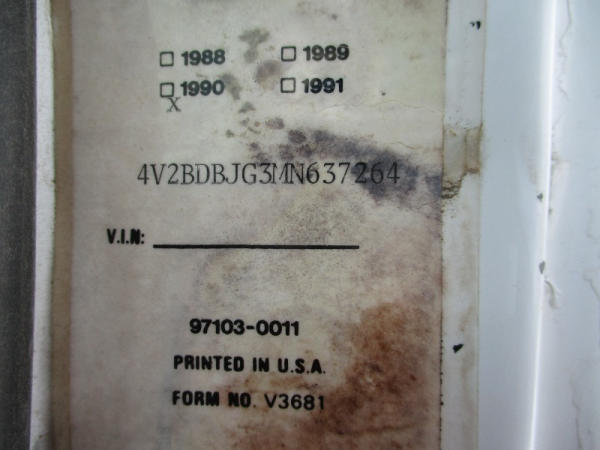 ☐ 1988 ☐ 1989
☐ 1990 ☐ 1991
X
4V2BDBJG3MN637264
V.I.N:
97103-0011
PRINTED IN U.S.A.
FORM NO. V3681